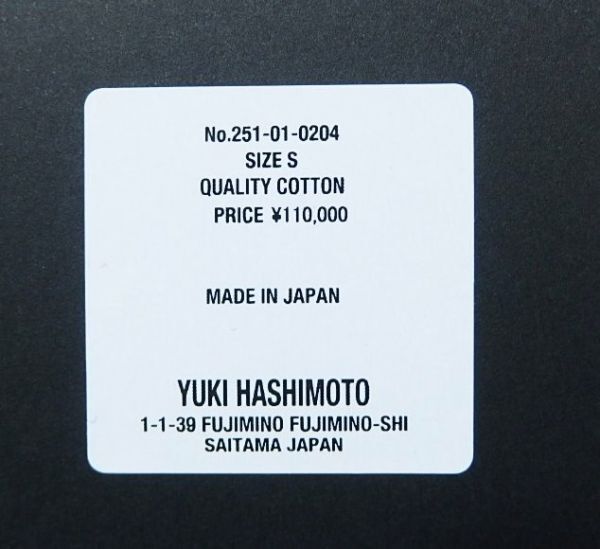 No.251-01-0204
SIZE S
QUALITY COTTON
PRICE ¥110,000
MADE IN JAPAN
YUKI HASHIMOTO
1-1-39 FUJIMINO FUJIMINO-SHI
SAITAMA JAPAN